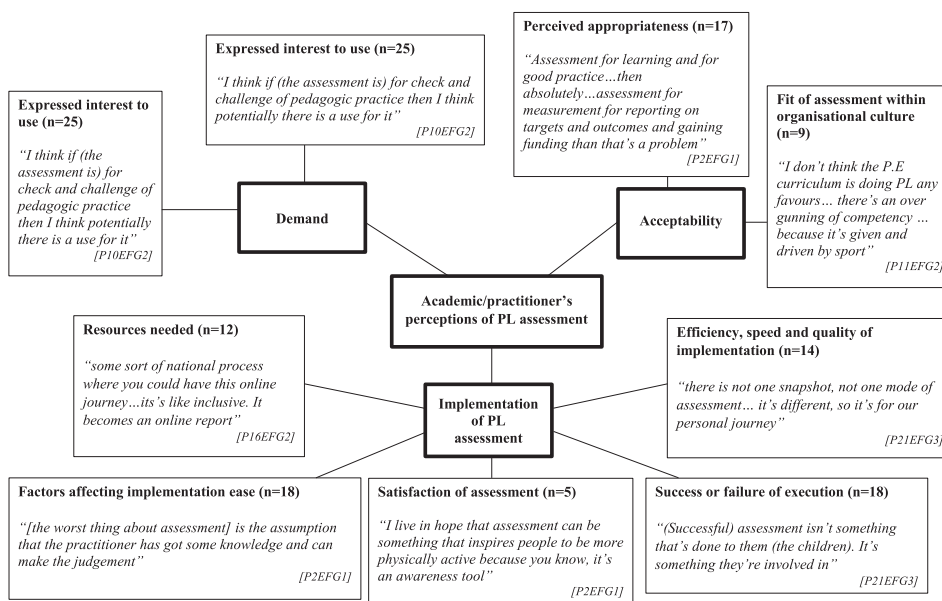 Expressed interest to use (n=25)
“I think if (the assessment is) for check and
challenge of pedagogic practice then I think
potentially there is a use for it”
[P10EFG2]
Perceived appropriateness (n=17)
“Assessment for learning and for
good practice…then
absolutely…assessment for
measurement for reporting on
targets and outcomes and gaining
funding than that’s a problem”
[P2EFG1]
Expressed interest to
use (n=25)
“I think if (the
assessment is) for
check and challenge of
pedagogic practice
then I think potentially
there is a use for it”
[P10EFG2]
Fit of assessment within
organisational culture
(n=9)
“I don’t think the P.E
curriculum is doing PL any
favours… there’s an over
gunning of competency …
because it’s given and
driven by sport”
[P11EFG2]
Demand
Acceptability
Academic/practitioner’s
perceptions of PL assessment
Resources needed (n=12)
“some sort of national process
where you could have this online
journey…its’s like inclusive. It
becomes an online report”
[P16EFG2]
Efficiency, speed and quality of
implementation (n=14)
“there is not one snapshot, not one mode of
assessment… it’s different, so it’s for our
personal journey”
[P21EFG3]
Implementation
of PL
assessment
Factors affecting implementation ease (n=18)
“[the worst thing about assessment] is the assumption
that the practitioner has got some knowledge and can
make the judgement”
[P2EFG1]
Satisfaction of assessment (n=5)
“I live in hope that assessment can be
something that inspires people to be more
physically active because you know, it’s
an awareness tool”
[P2EFG1]
Success or failure of execution (n=18)
“(Successful) assessment isn’t something
that’s done to them (the children). It’s
something they’re involved in”
[P21EFG3]